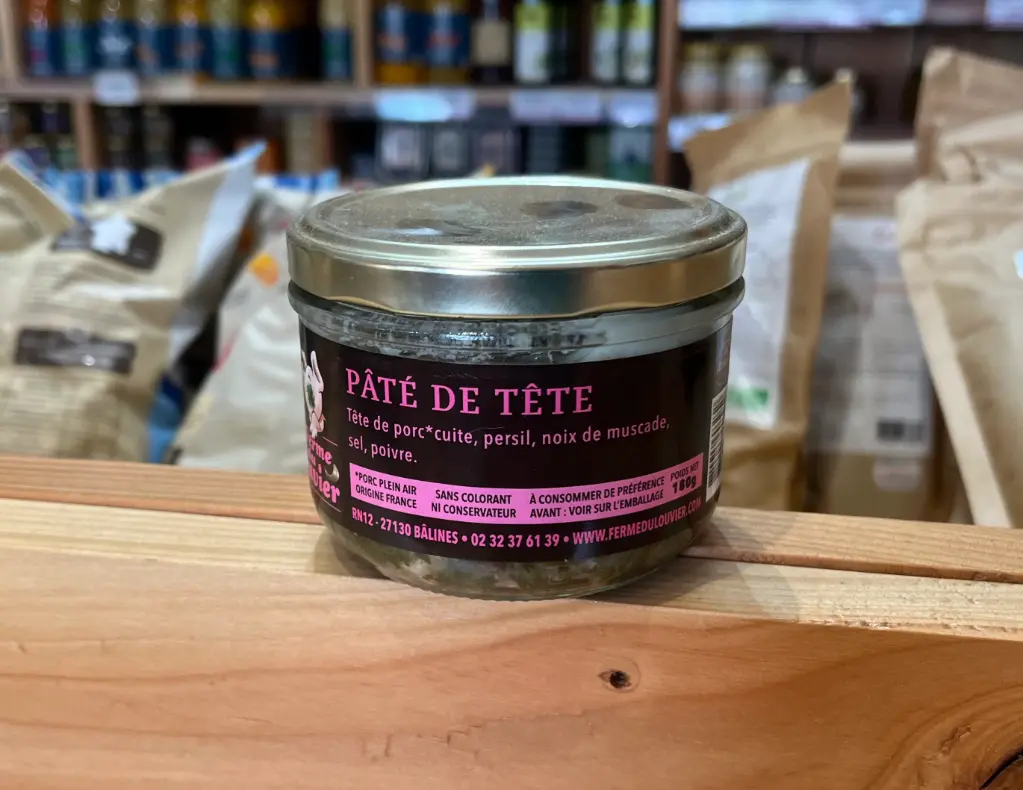 PÂTÉ DE TÊTE
Tête de porc*cuite, persil, noix de muscade,
sel, poivre.
*PORC PLEIN AIR
ORIGINE FRANCE
SANS COLORANT
NI CONSERVATEUR
À CONSOMMER DE PRÉFÉRENCE
AVANT : VOIR SUR L'EMBALLAGE
POIDS NET
180g
RN12 - 27130 BÂLINES • 02 32 37 61 39 • WWW.FERMEDULOUVIER.COM